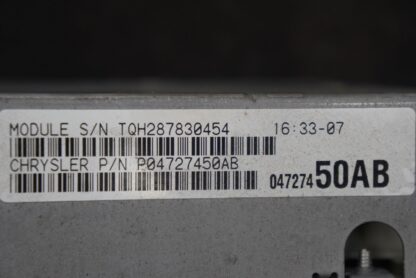 MODULE S/N TQH287830454 16:33-07
CHRYSLER P/N P04727450AB
04727450AB